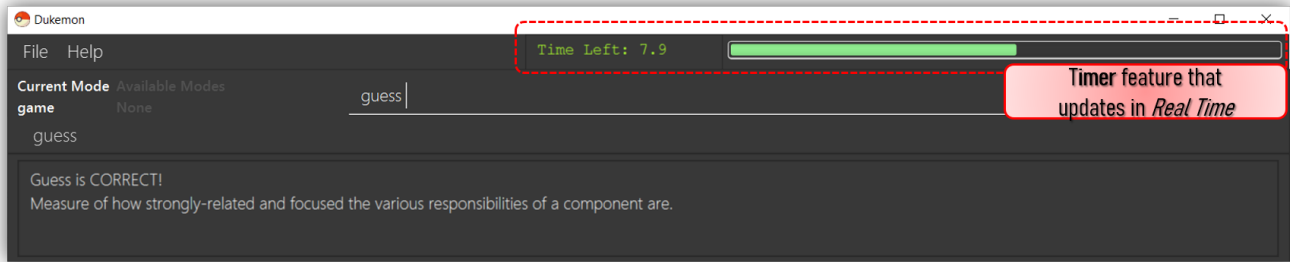 Dukemon
File Help
Time Left: 7.9
Timer feature that
updates in Real Time
Current Mode Available Modes
game None
guess
guess
Guess is CORRECT!
Measure of how strongly-related and focused the various responsibilities of a component are.